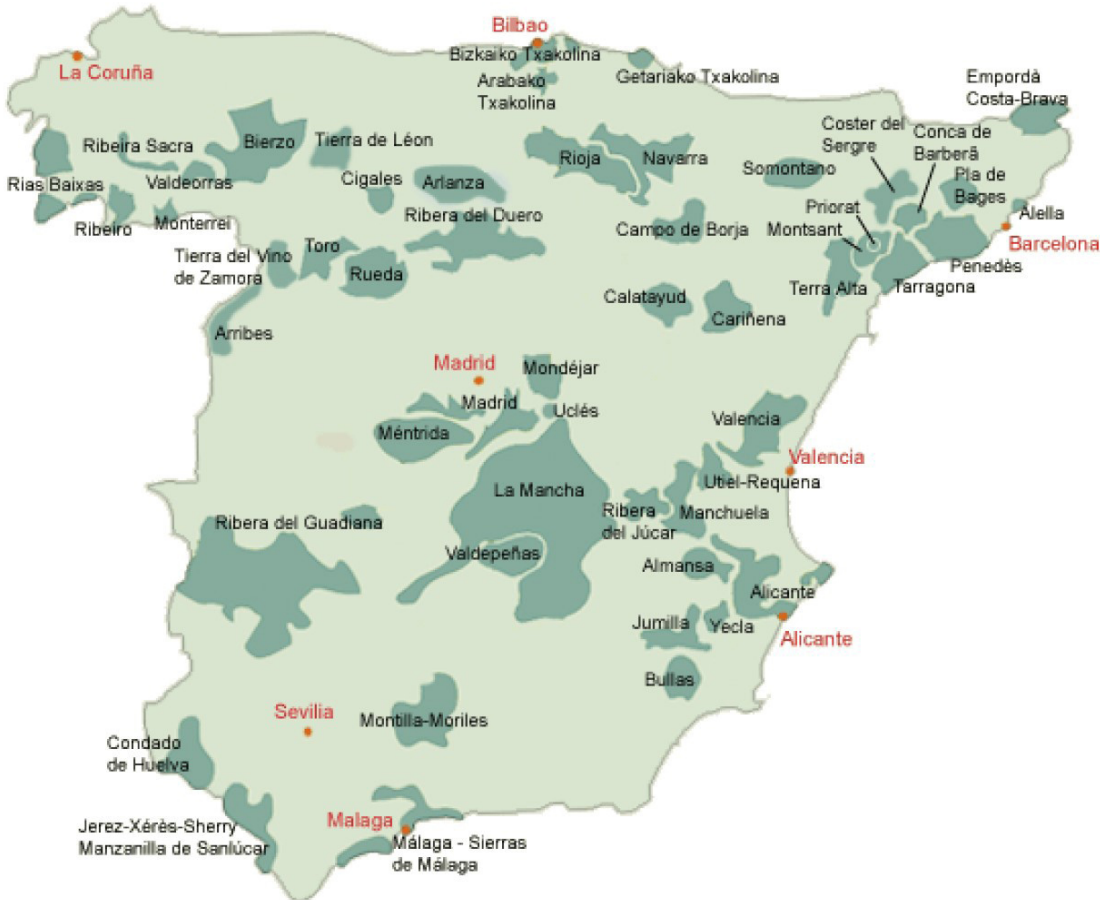 Bilbao
La Coruña
Bizkaiko Txakolina
Arabako
Txakolina
Getariako Txakolina
Empordà
Costa-Brava
Coster del
Sergre
Conca de
Barberâ
Ribeira Sacra
Bierzo
Tierra de Léon
Rioja
Navarra
Somontano
Pla de
Bages
Rias Baixas
Valdeorras
Cigales
Arlanza
Priorat
Alella
Ribeiro
Monterrei
Ribera del Duero
Campo de Borja
Montsant
Barcelona
Tierra del Vino
de Zamora
Toro
Rueda
Penedès
Terra Alta
Tarragona
Calatayud
Cariñena
Arribes
Madrid
Mondéjar
Madrid
Uclés
Valencia
Méntrida
Valencia
Utiel-Requena
La Mancha
Ribera
del Júcar
Manchuela
Ribera del Guadiana
Valdepeñas
Almansa
Alicante
Jumilla
Yecla
Alicante
Bullas
Sevilia
Montilla-Moriles
Condado
de Huelva
Malaga
Jerez-Xérès-Sherry
Manzanilla de Sanlúcar
Málaga - Sierras
de Málaga